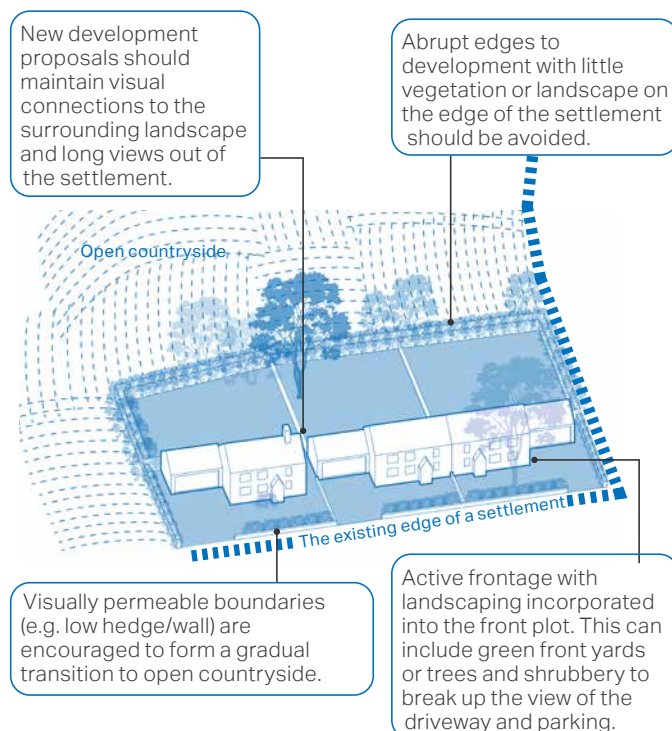 New development
proposals should
maintain visual
connections to the
surrounding landscape
and long views out of
the settlement.
Abrupt edges to
development with little
vegetation or landscape on
the edge of the settlement
should be avoided.
Open countryside
The existing edge of a settlement
Visually permeable boundaries
(e.g. low hedge/wall) are
encouraged to form a gradual
transition to open countryside.
Active frontage with
landscaping incorporated
into the front plot. This can
include green front yards
or trees and shrubbery to
break up the view of the
driveway and parking.